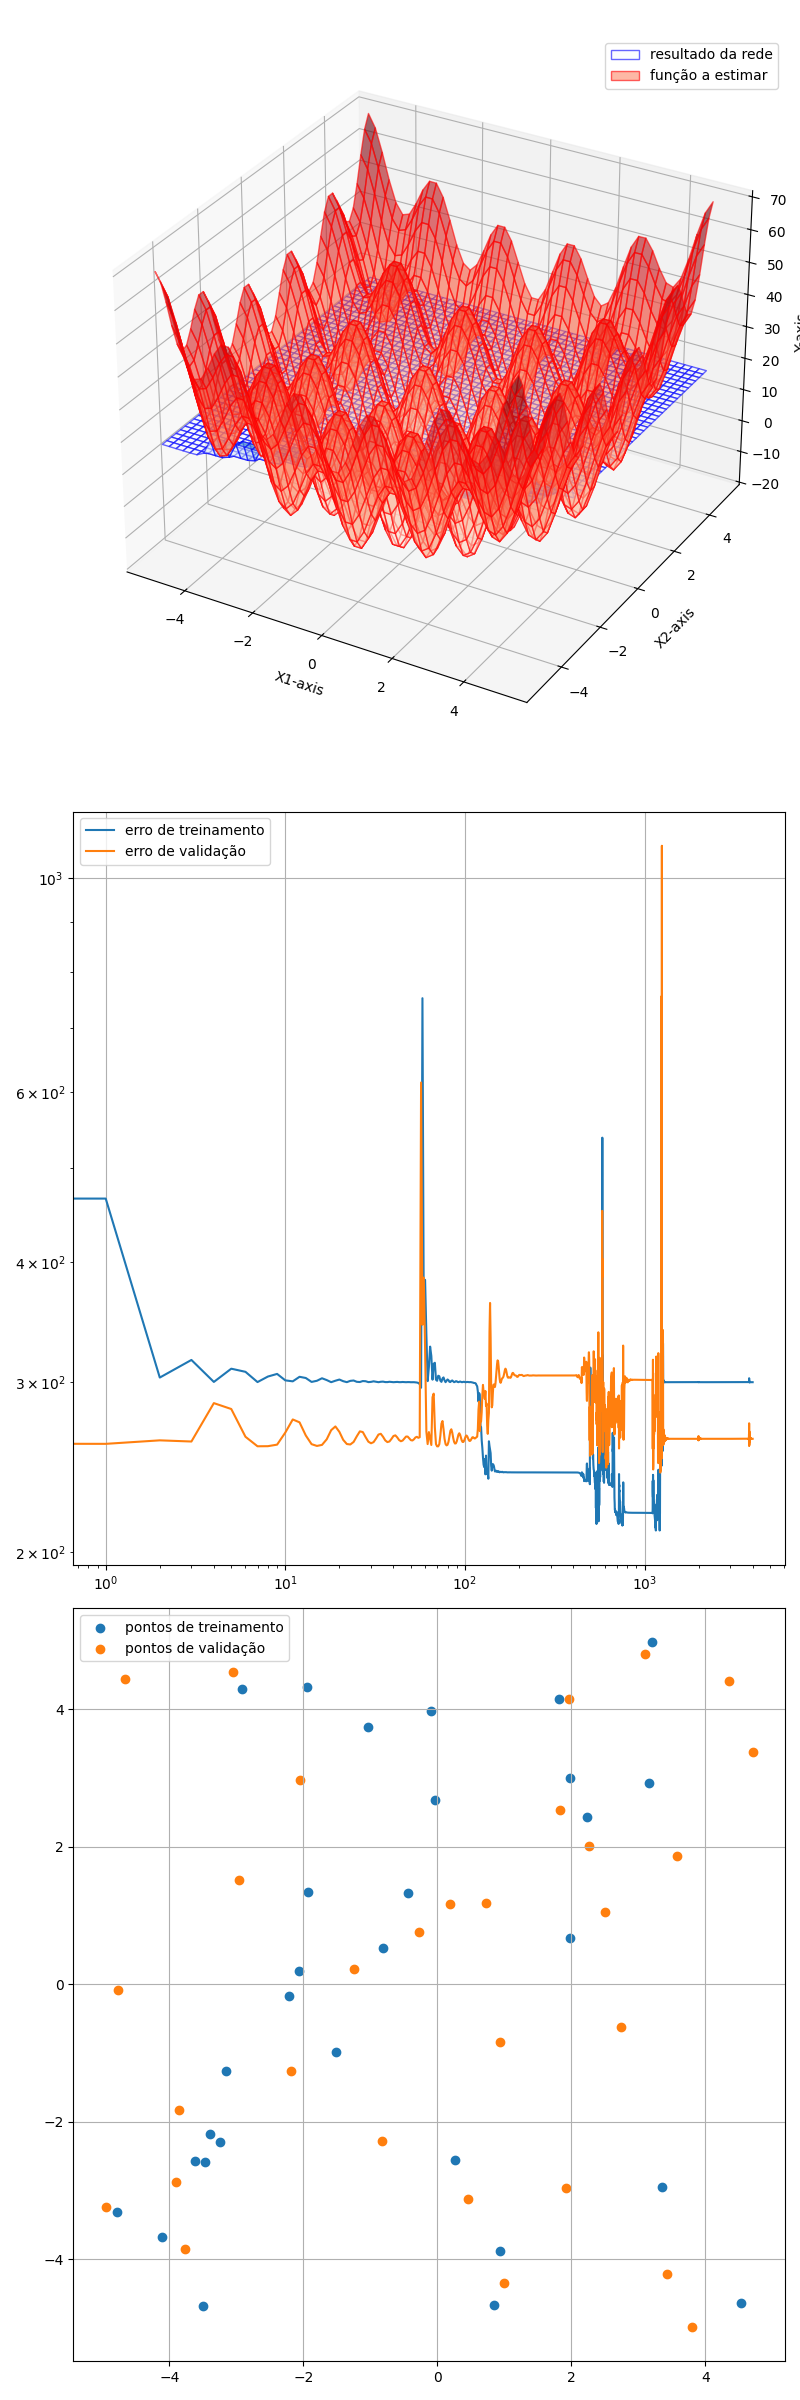 resultado da rede
função a estimar
70
60
50
40
30
20
10
0
−10
−20
4
2
0
−2
−4
X2-axis
−4
−2
0
2
4
X1-axis
erro de treinamento
erro de validação
10³
6 × 10²
4 × 10²
3 × 10²
2 × 10²
10⁰ 10¹ 10² 10³
pontos de treinamento
pontos de validação
4
2
0
−2
−4
−4 −2 0 2 4